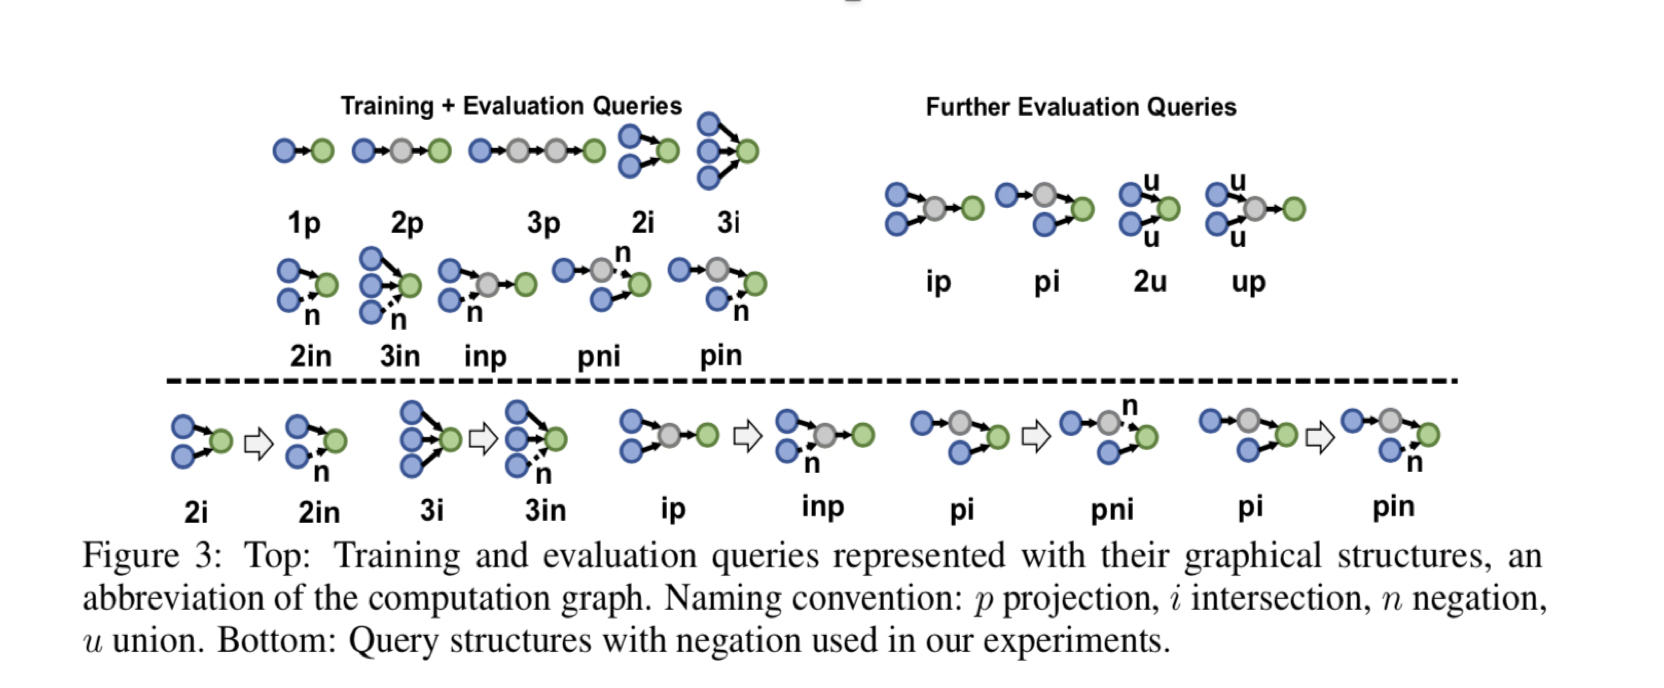 Training + Evaluation Queries
Further Evaluation Queries
1p 2p 3p 2i 3i
u u
u u
ip pi 2u up
n
n n n n
2in 3in inp pni pin
n
n n n n
2i 2in 3i 3in ip inp pi pni pi pin
Figure 3: Top: Training and evaluation queries represented with their graphical structures, an
abbreviation of the computation graph. Naming convention: p projection, i intersection, n negation,
u union. Bottom: Query structures with negation used in our experiments.